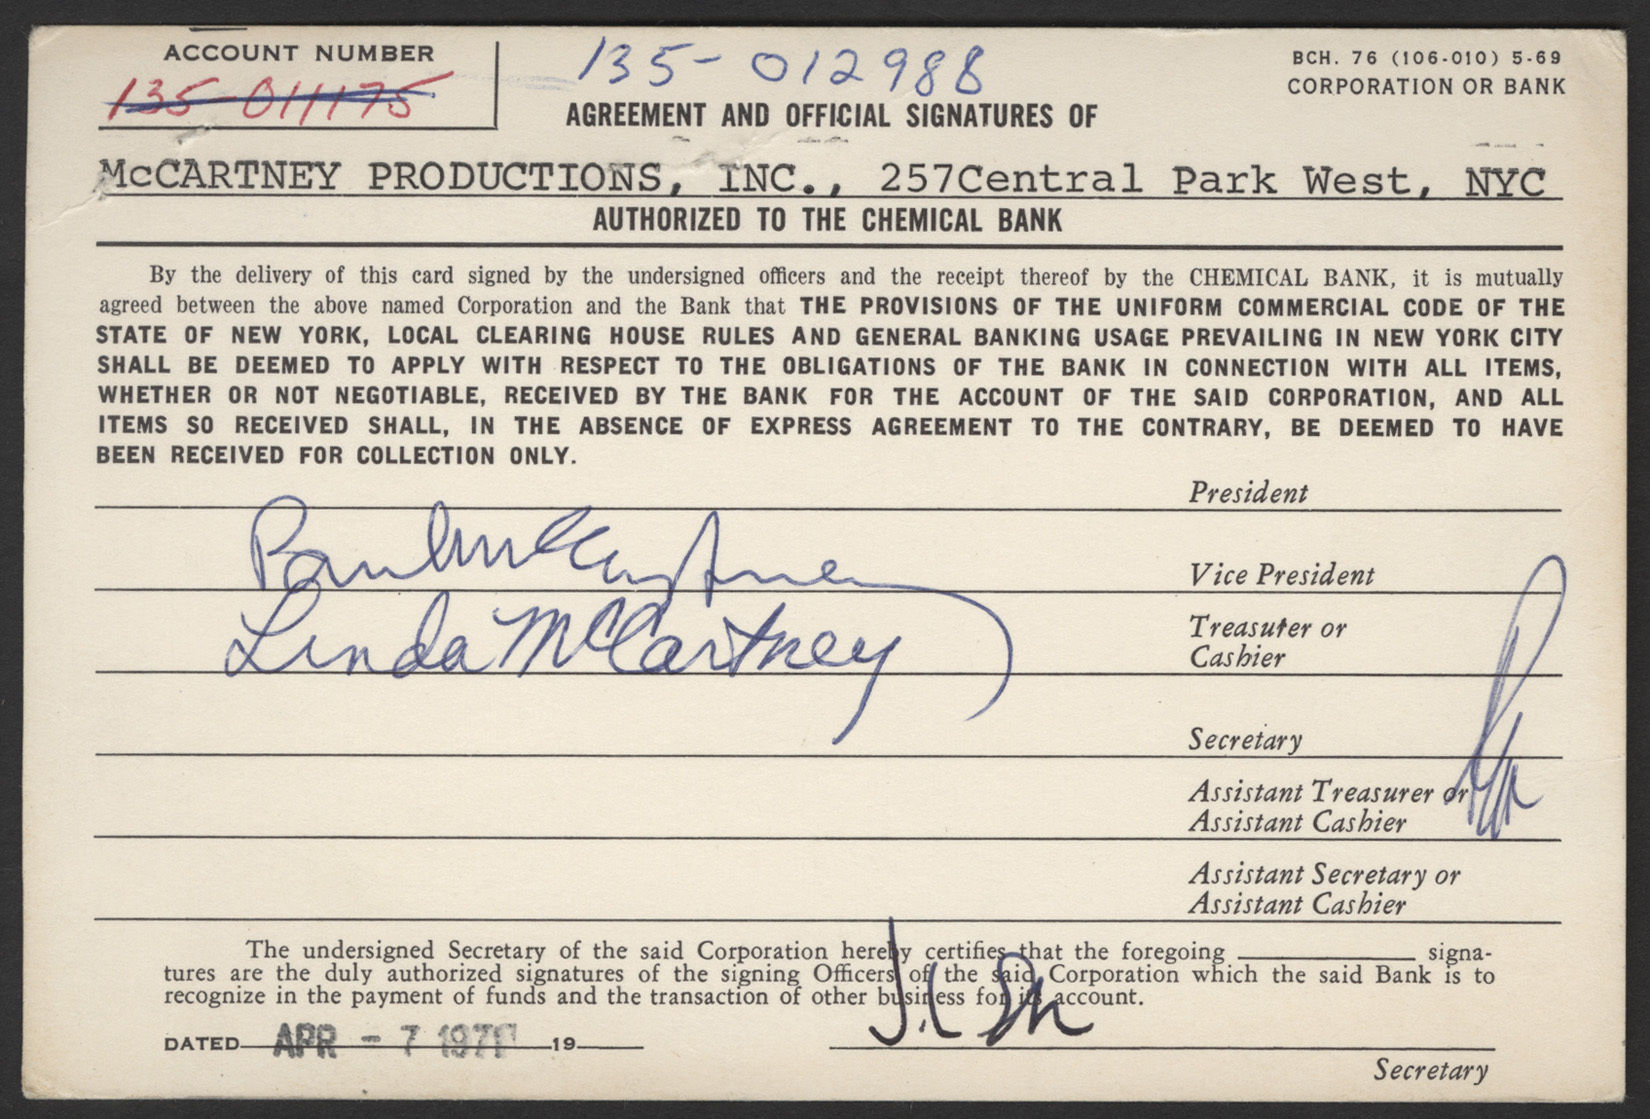 ACCOUNT NUMBER
135-011175
135-012988
BCH. 76 (106-010) 5-69
CORPORATION OR BANK
AGREEMENT AND OFFICIAL SIGNATURES OF
McCARTNEY PRODUCTIONS, INC., 257Central Park West, NYC
AUTHORIZED TO THE CHEMICAL BANK
By the delivery of this card signed by the undersigned officers and the receipt thereof by the CHEMICAL BANK, it is mutually
agreed between the above named Corporation and the Bank that THE PROVISIONS OF THE UNIFORM COMMERCIAL CODE OF THE
STATE OF NEW YORK, LOCAL CLEARING HOUSE RULES AND GENERAL BANKING USAGE PREVAILING IN NEW YORK CITY
SHALL BE DEEMED TO APPLY WITH RESPECT TO THE OBLIGATIONS OF THE BANK IN CONNECTION WITH ALL ITEMS,
WHETHER OR NOT NEGOTIABLE, RECEIVED BY THE BANK FOR THE ACCOUNT OF THE SAID CORPORATION, AND ALL
ITEMS SO RECEIVED SHALL, IN THE ABSENCE OF EXPRESS AGREEMENT TO THE CONTRARY, BE DEEMED TO HAVE
BEEN RECEIVED FOR COLLECTION ONLY.
President
Paul McCartney Vice President
Linda McCartney Treasurer or
Cashier
Secretary
Assistant Treasurer or
Assistant Cashier
Assistant Secretary or
Assistant Cashier
The undersigned Secretary of the said Corporation hereby certifies that the foregoing signa-
tures are the duly authorized signatures of the signing Officers of the said Corporation which the said Bank is to
recognize in the payment of funds and the transaction of other business for its account.
DATED APR - 7 1971 19
Secretary